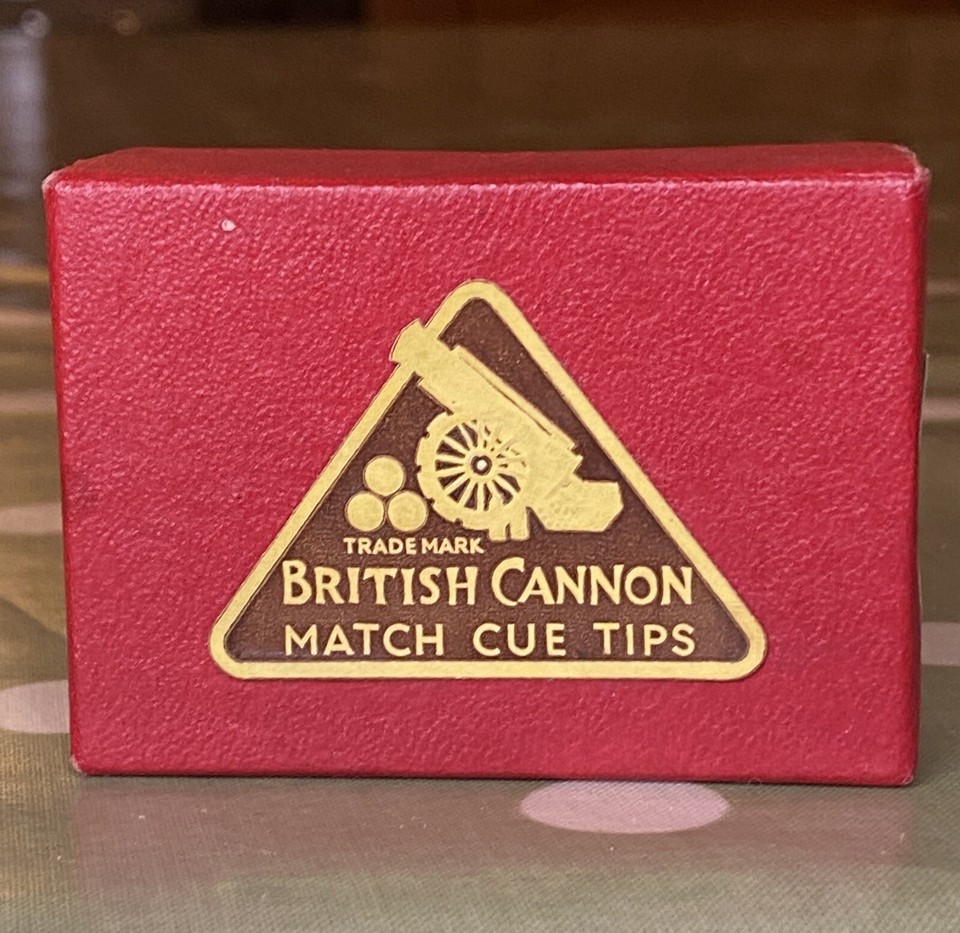 TRADE MARK
BRITISH CANNON
MATCH CUE TIPS